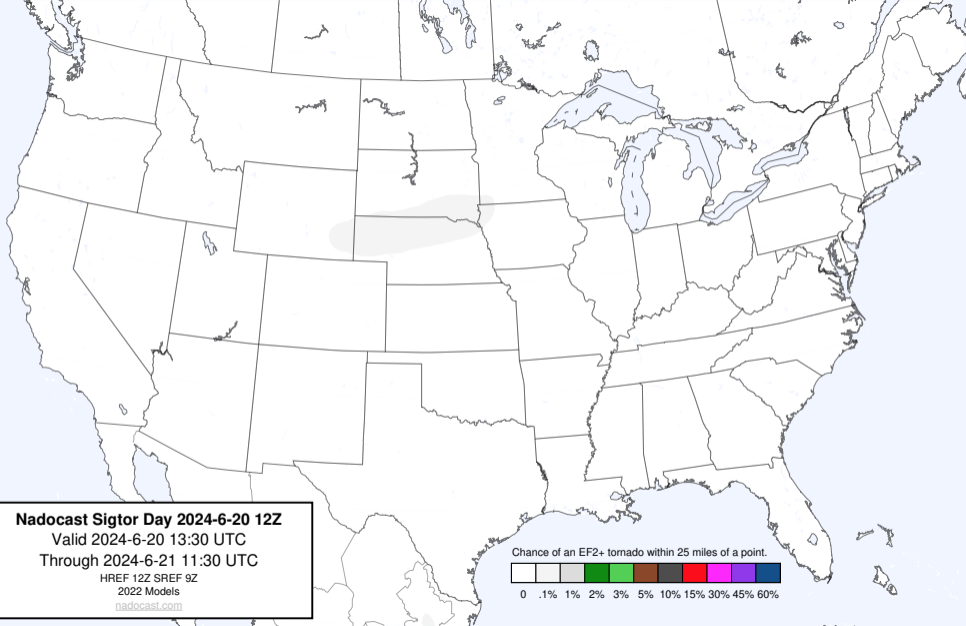 Nadocast Sigtor Day 2024-6-20 12Z
Valid 2024-6-20 13:30 UTC
Through 2024-6-21 11:30 UTC
HREF 12Z SREF 9Z
2022 Models
nadocast.com
Chance of an EF2+ tornado within 25 miles of a point.
0 .1% 1% 2% 3% 5% 10% 15% 30% 45% 60%